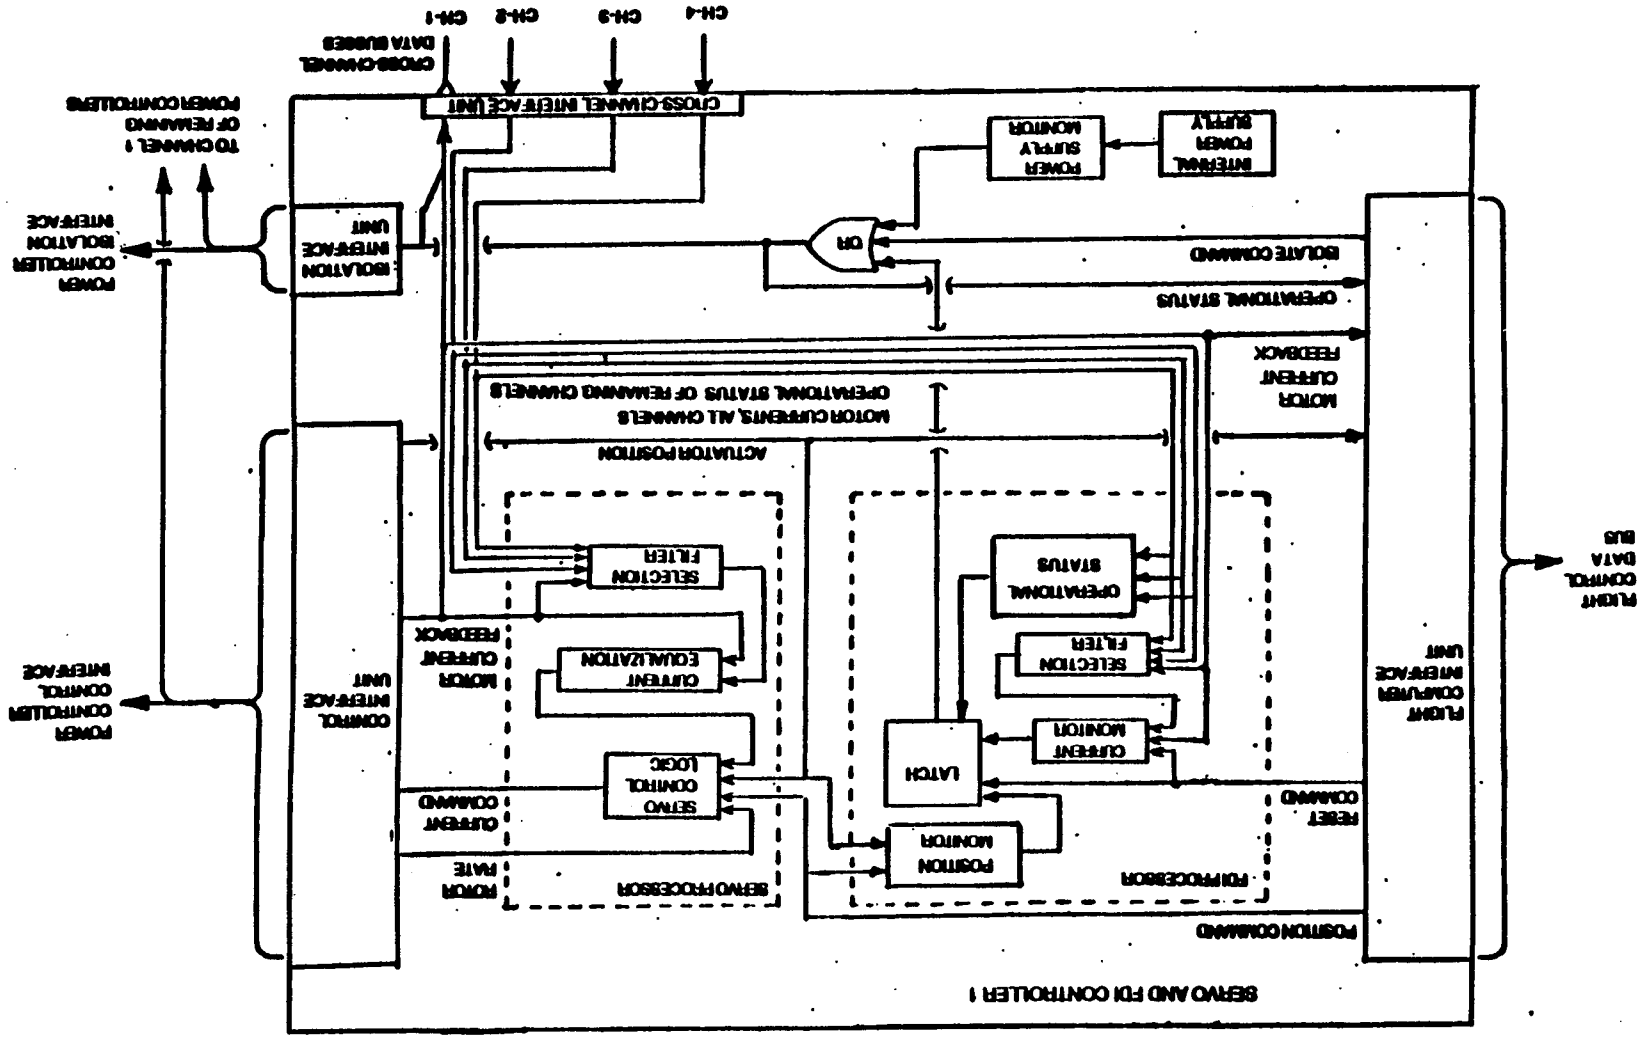 SERVO AND FDI CONTROLLER 1
FLIGHT
CONTROL
DATA
BUS
FLIGHT
COMPUTER
INTERFACE
UNIT
POSITION COMMAND
FDI PROCESSOR
POSITION
MONITOR
RESET
COMMAND
LATCH
CURRENT
MONITOR
SELECTION
FILTER
OPERATIONAL
STATUS
SERVO PROCESSOR
SERVO
CONTROL
LOGIC
CURRENT
EQUALIZATION
SELECTION
FILTER
ROTOR
RATE
CURRENT
COMMAND
MOTOR
CURRENT
FEEDBACK
CONTROL
INTERFACE
UNIT
POWER
CONTROLLER
CONTROL
INTERFACE
ACTUATOR POSITION
MOTOR CURRENTS, ALL CHANNELS
OPERATIONAL STATUS OF REMAINING CHANNELS
MOTOR
CURRENT
FEEDBACK
OPERATIONAL STATUS
ISOLATE COMMAND
OR
INTERNAL
POWER
SUPPLY
POWER
SUPPLY
MONITOR
ISOLATION
INTERFACE
UNIT
POWER
CONTROLLER
ISOLATION
INTERFACE
TO CHANNEL 1
OF REMAINING
POWER CONTROLLERS
CROSS-CHANNEL INTERFACE UNIT
CROSS-CHANNEL
DATA BUSSES
CH-4
CH-3
CH-2
CH-1